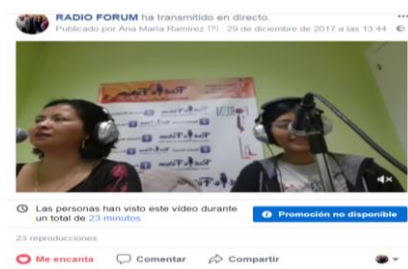 RADIO FORUM ha transmitido en directo.
Publicado por Ana Maria Ramirez [?] · 29 de diciembre de 2017 a las 13:44
Las personas han visto este vídeo durante
un total de 23 minutos
Promoción no disponible
23 reproducciones
Me encanta Comentar Compartir